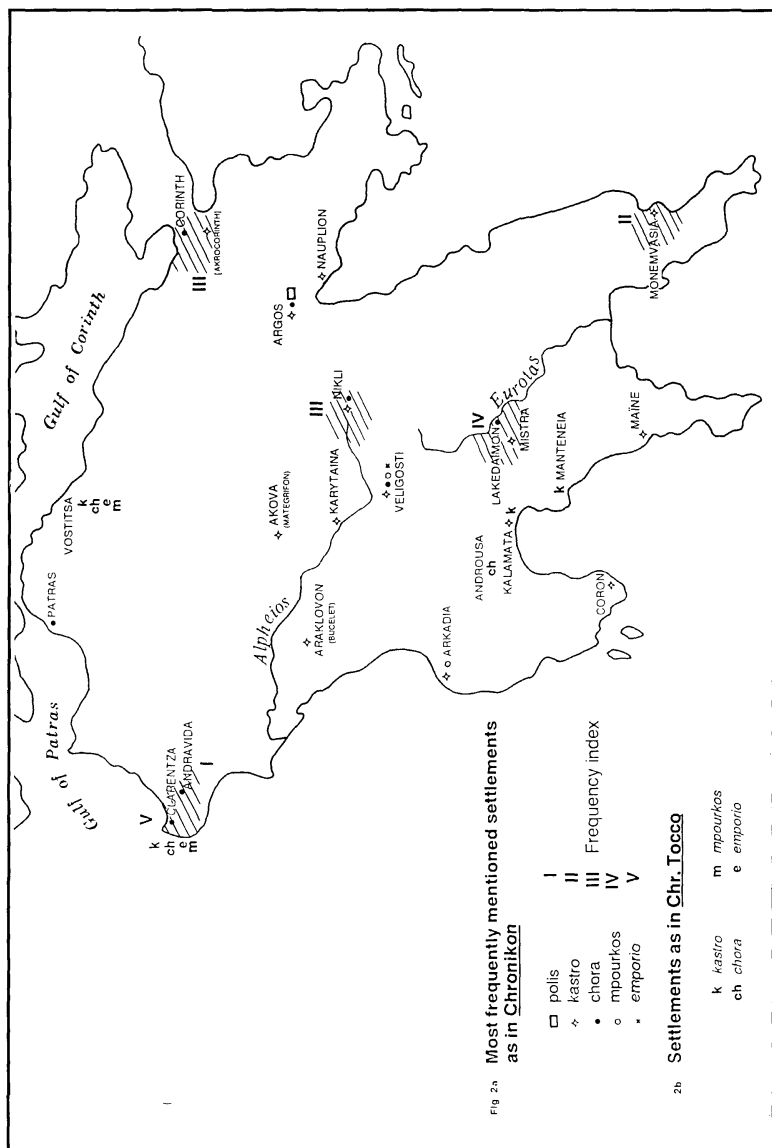 Gulf of Patras
Gulf of Corinth
PATRAS
VOSTITSA
k
ch
e
m
CORINTH
[AKROCORINTH]
III
V
k
ch
e
m
CLARENTZA
ANDRAVIDA
I
ARGOS
NAUPLION
AKOVA
(MATEGRIFON)
III
NIKLI
KARYTAINA
Alpheios
ARAKLOVON
(BUCELET)
VELIGOSTI
ARKADIA
ANDROUSA
ch
KALAMATA
k
k MANTENEIA
IV
LAKEDAIMON
MISTRA
Eurotas
II
MONEMVASIA
MAÏNE
CORON
Fig 2.a Most frequently mentioned settlements
as in Chronikon
polis I
kastro II
chora III Frequency index
mpourkos IV
emporio V
2b Settlements as in Chr. Tocco
k kastro m mpourkos
ch chora e emporio